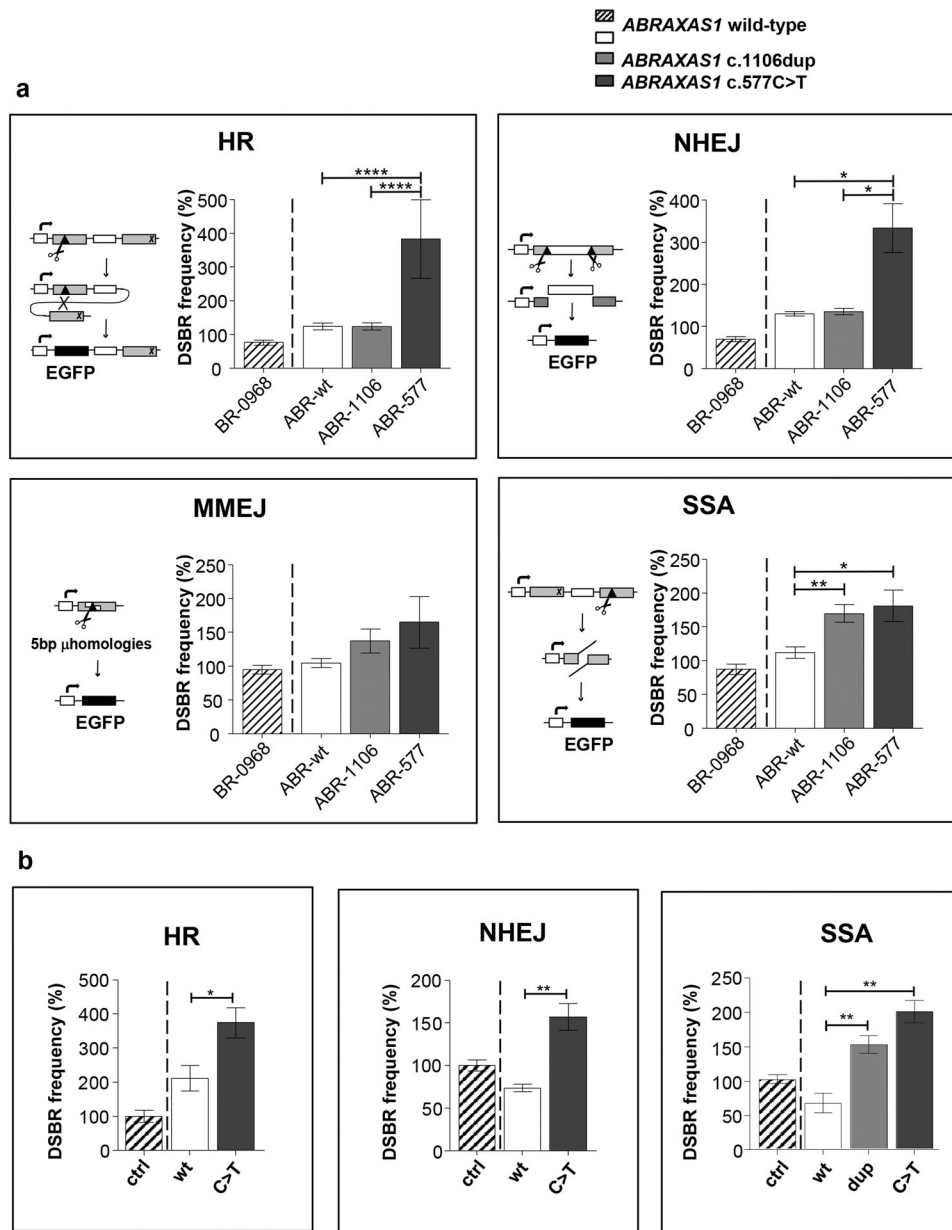 ABRAXAS1 wild-type
ABRAXAS1 c.1106dup
ABRAXAS1 c.577C>T
a
HR
DSBR frequency (%)
500
400
300
200
100
0
****
****
x
x
x
EGFP
BR-0968
ABR-wt
ABR-1106
ABR-577
NHEJ
DSBR frequency (%)
400
300
200
100
0
*
*
EGFP
BR-0968
ABR-wt
ABR-1106
ABR-577
MMEJ
DSBR frequency (%)
250
200
150
100
50
0
5bp µhomologies
EGFP
BR-0968
ABR-wt
ABR-1106
ABR-577
SSA
DSBR frequency (%)
250
200
150
100
50
0
*
**
x
EGFP
BR-0968
ABR-wt
ABR-1106
ABR-577
b
HR
DSBR frequency (%)
500
400
300
200
100
0
*
ctrl
wt
C>T
NHEJ
DSBR frequency (%)
200
150
100
50
0
**
ctrl
wt
C>T
SSA
DSBR frequency (%)
250
200
150
100
50
0
**
**
ctrl
wt
dup
C>T